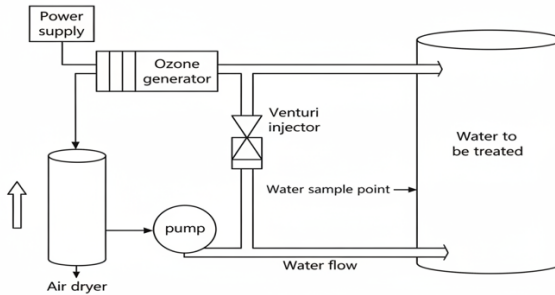 Power
supply
Ozone
generator
Venturi
injector
Water to
be treated
Water sample point
pump
Water flow
Air dryer